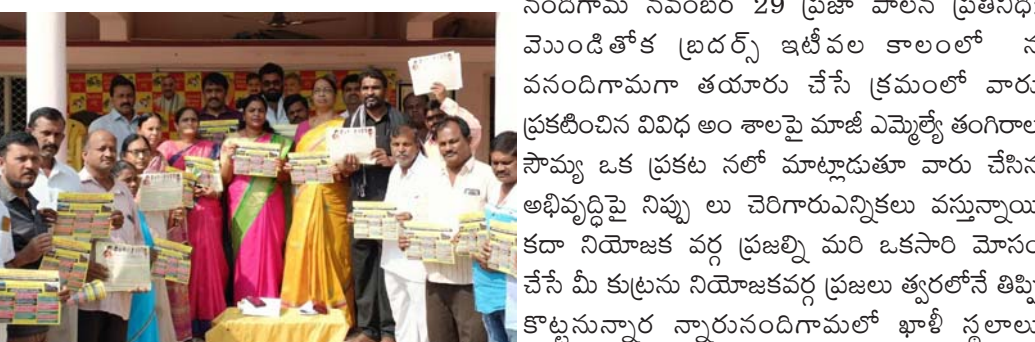 నందిగామ నవంబర్ 29 ప్రజా పాలన ప్రతినిధి:
మొండితోక బ్రదర్స్ ఇటీవల కాలంలో న
వనందిగామగా తయారు చేసే క్రమంలో వారు
ప్రకటించిన వివిధ అం శాలపై మాజీ ఎమ్మెల్యే తంగిరాల
సౌమ్య ఒక ప్రకట నలో మాట్లాడుతూ వారు చేసిన
అభివృద్ధిపై నిప్పు లు చెరిగారుఎన్నికలు వస్తున్నాయి
కదా నియోజక వర్గ ప్రజల్ని మరి ఒకసారి మోసం
చేసే మీ కుట్రను నియోజకవర్గ ప్రజలు త్వరలోనే తిప్పి
కొట్టనున్నార న్నారునందిగామలో ఖాళీ స్థలాలు